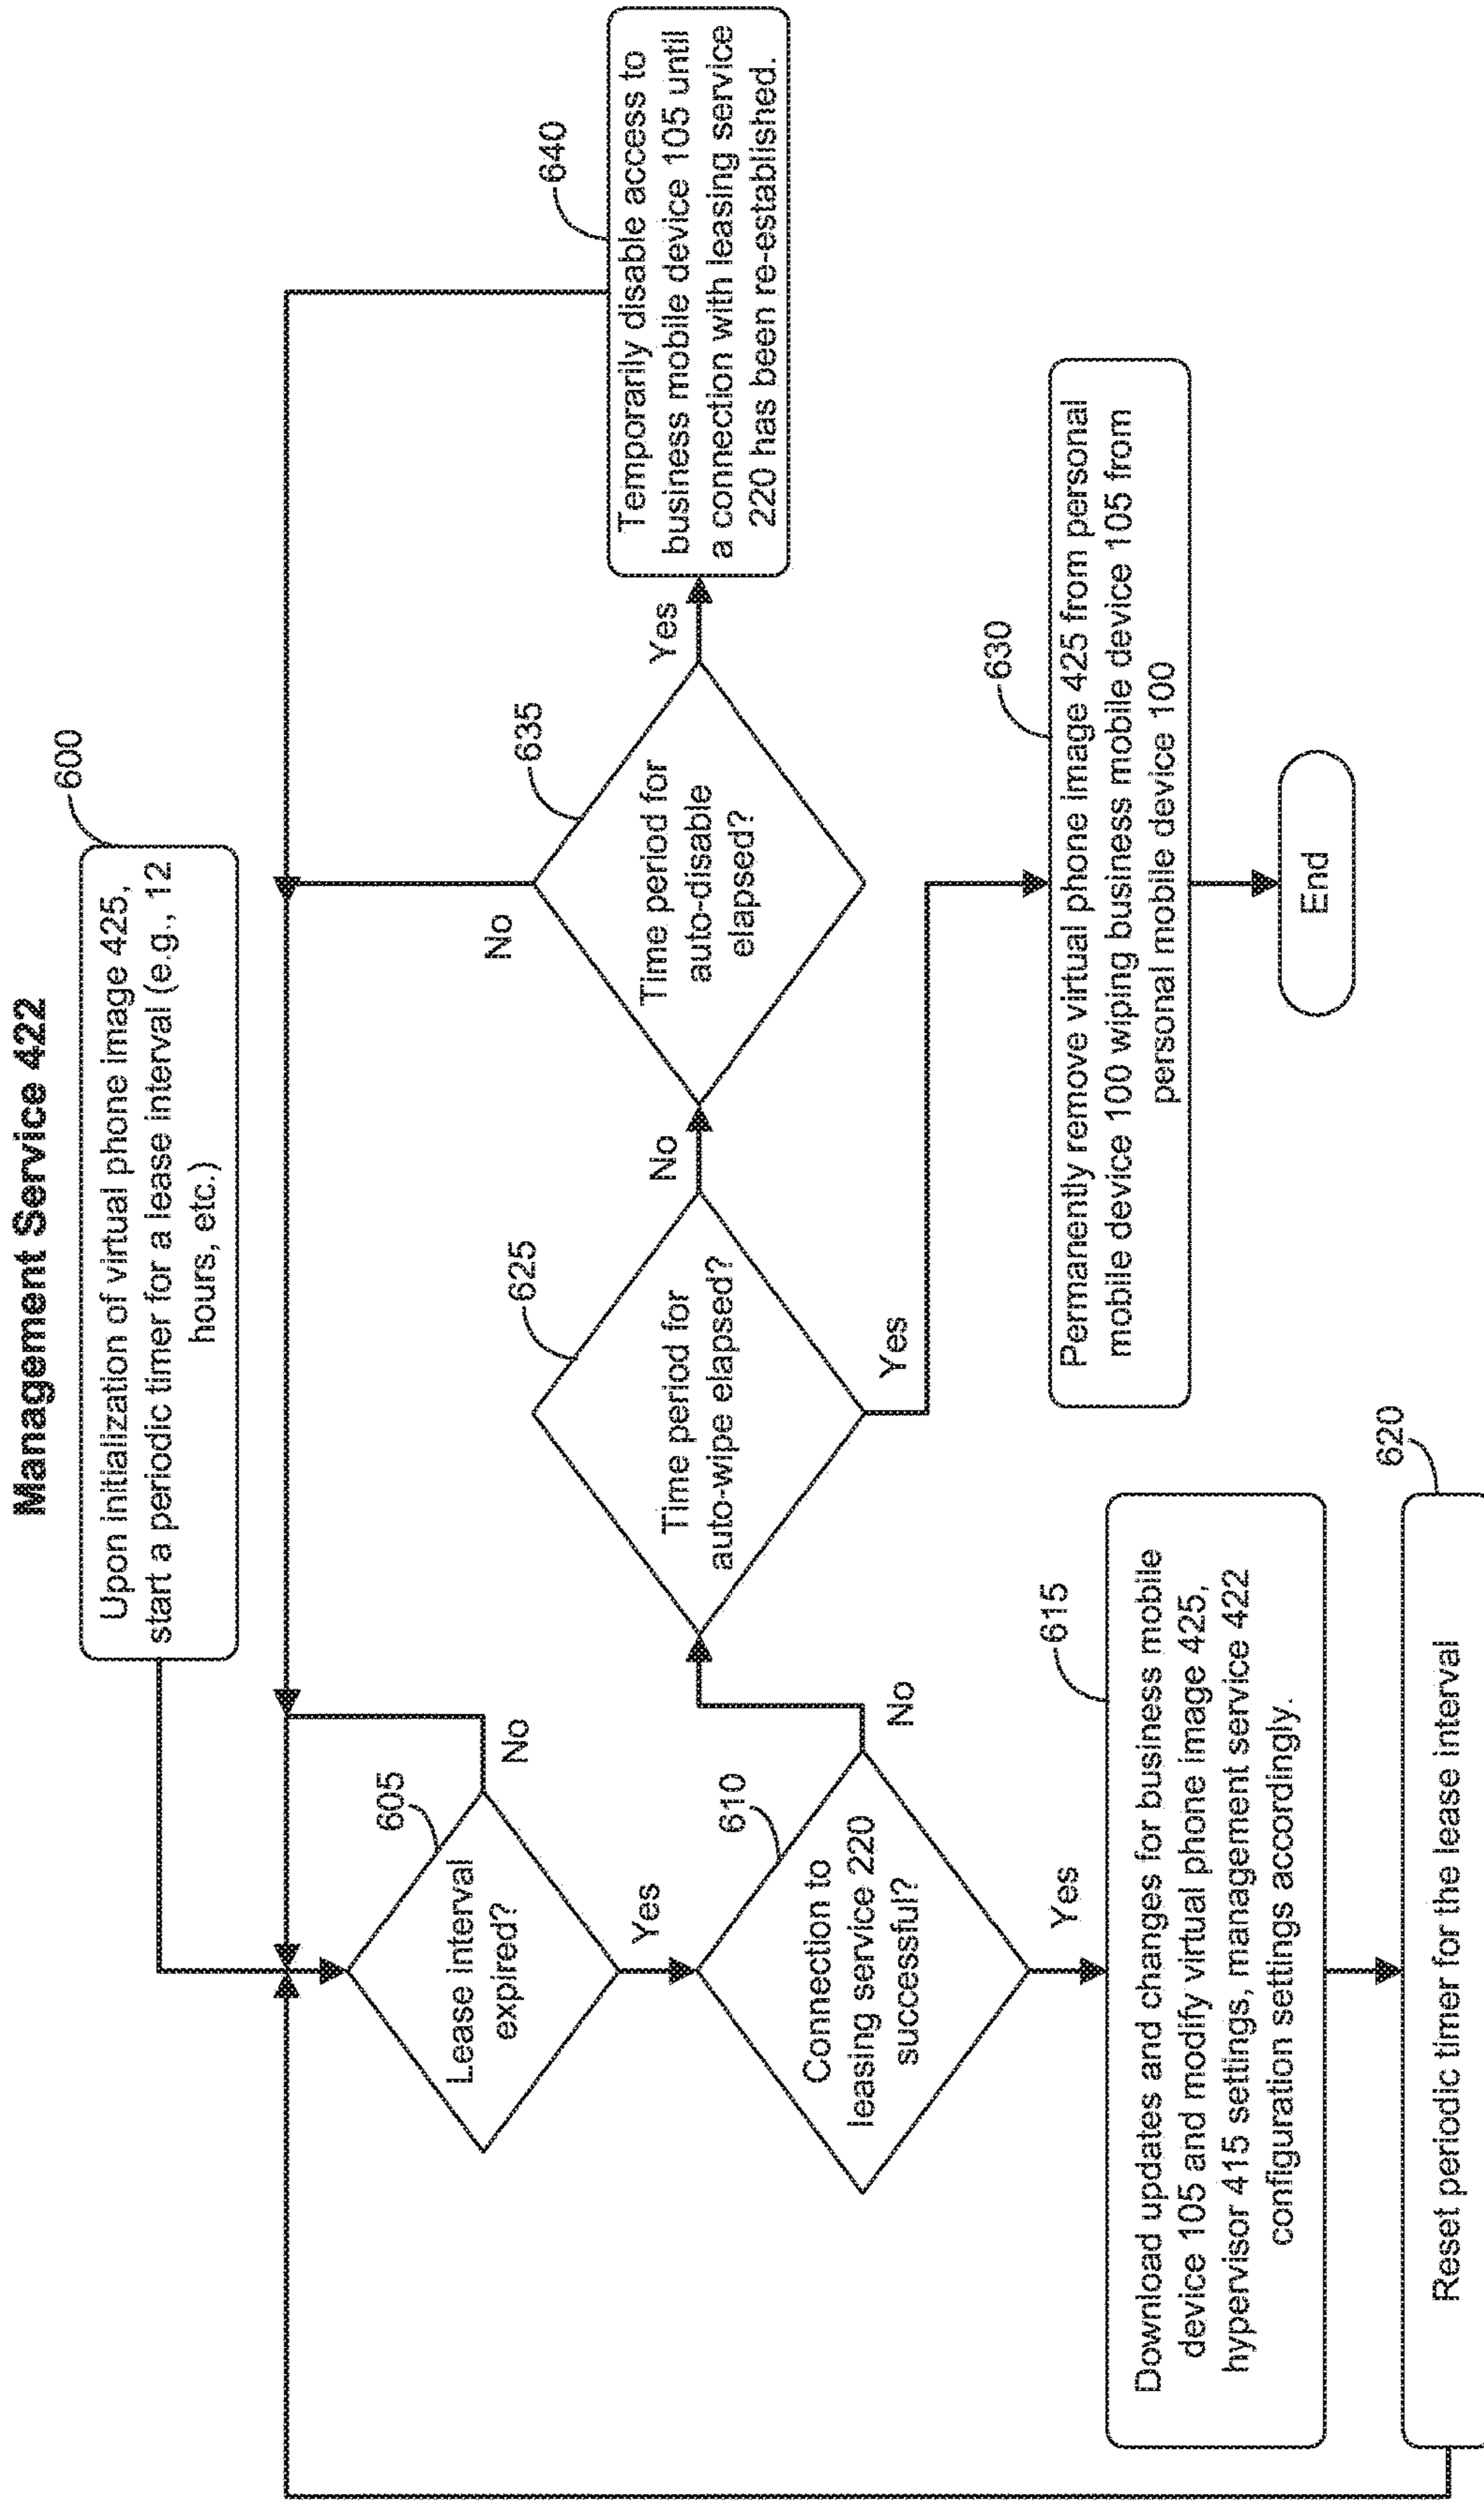 Management Service 422
600
Upon initialization of virtual phone image 425,
start a periodic timer for a lease interval (e.g., 12
hours, etc.)
605
Lease interval
expired?
No
Yes
610
Connection to
leasing service 220
successful?
No
Yes
615
Download updates and changes for business mobile
device 105 and modify virtual phone image 425,
hypervisor 415 settings, management service 422
configuration settings accordingly.
620
Reset periodic timer for the lease interval
625
Time period for
auto-wipe elapsed?
No
Yes
630
Permanently remove virtual phone image 425 from personal
mobile device 100 wiping business mobile device 105 from
personal mobile device 100
End
635
Time period for
auto-disable
elapsed?
No
Yes
640
Temporarily disable access to
business mobile device 105 until
a connection with leasing service
220 has been re-established.